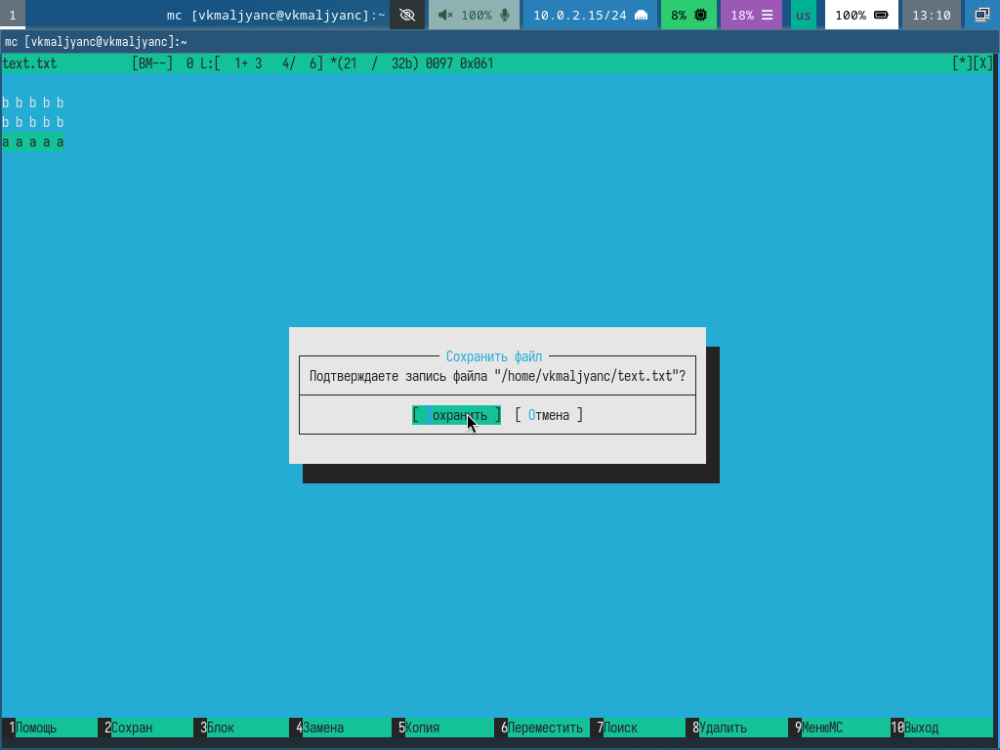 1 mc [vkmaljyanc@vkmaljyanc]:~ 100% 10.0.2.15/24 8% 18% us 100% 13:10
mc [vkmaljyanc@vkmaljyanc]:~
text.txt [BM--] 0 L:[ 1+ 3 4/ 6] *(21 / 32b) 0097 0x061 [*][X]
b b b b b
b b b b b
a a a a a
Сохранить файл
Подтверждаете запись файла "/home/vkmaljyanc/text.txt"?
[ охранить ] [ Отмена ]
1Помощь 2Сохран 3Блок 4Замена 5Копия 6Переместить 7Поиск 8Удалить 9МенюMC 10Выход